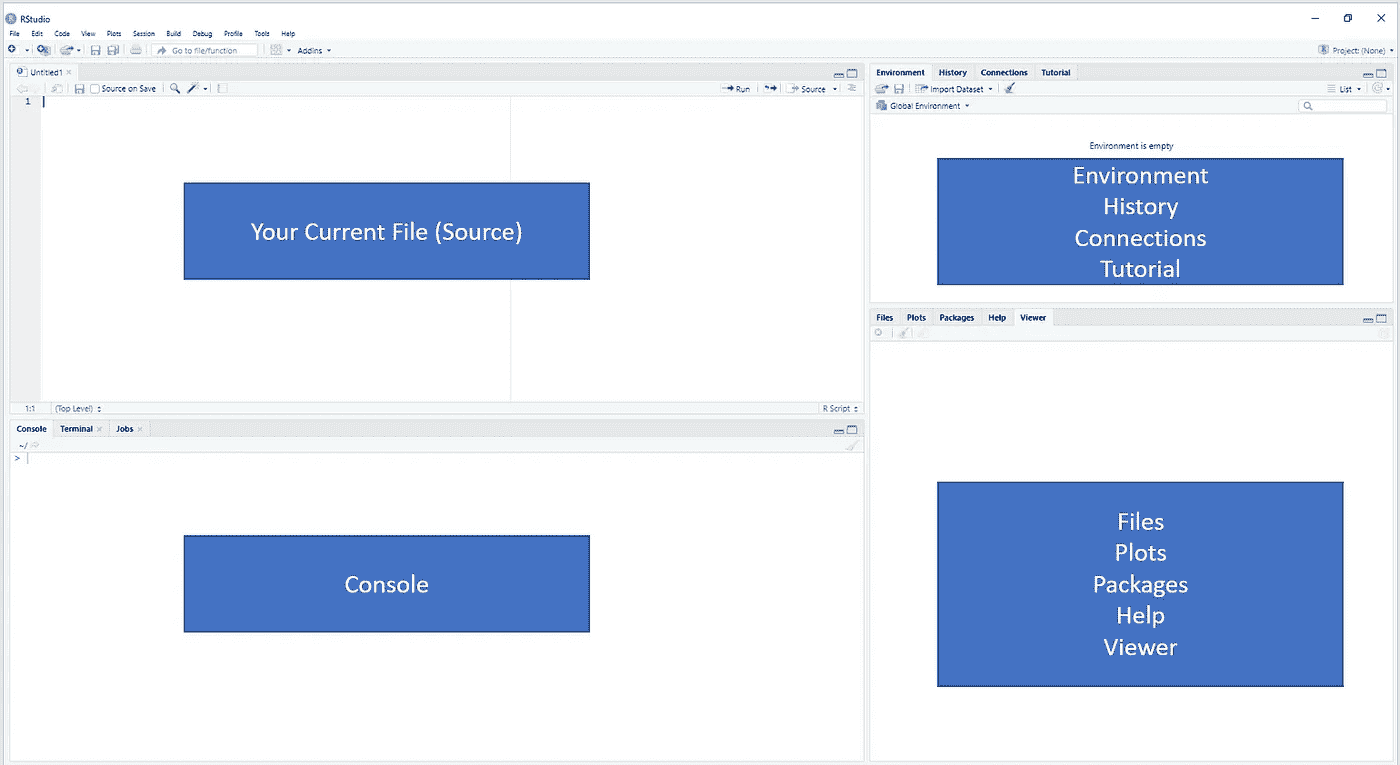 RStudio
File Edit Code View Plots Session Build Debug Profile Tools Help
Go to file/function Addins Project: (None)
Untitled1
Source on Save Run Source
1
Your Current File (Source)
1:1 (Top Level) R Script
Console Terminal Jobs
~/
>
Console
Environment History Connections Tutorial
Import Dataset List
Global Environment
Environment is empty
Environment
History
Connections
Tutorial
Files Plots Packages Help Viewer
Files
Plots
Packages
Help
Viewer